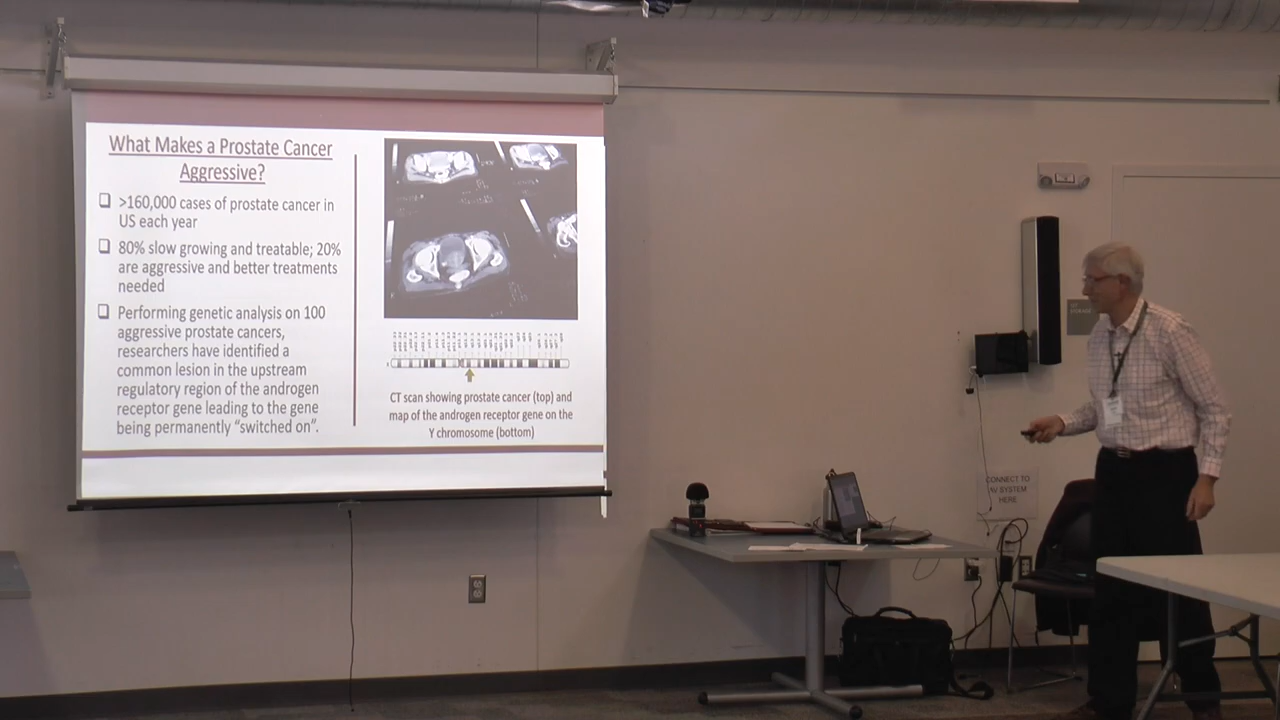 What Makes a Prostate Cancer
Aggressive?
>160,000 cases of prostate cancer in
US each year
80% slow growing and treatable; 20%
are aggressive and better treatments
needed
Performing genetic analysis on 100
aggressive prostate cancers,
researchers have identified a
common lesion in the upstream
regulatory region of the androgen
receptor gene leading to the gene
being permanently “switched on”.
CT scan showing prostate cancer (top) and
map of the androgen receptor gene on the
Y chromosome (bottom)
STORAGE
CONNECT TO
AV SYSTEM
HERE